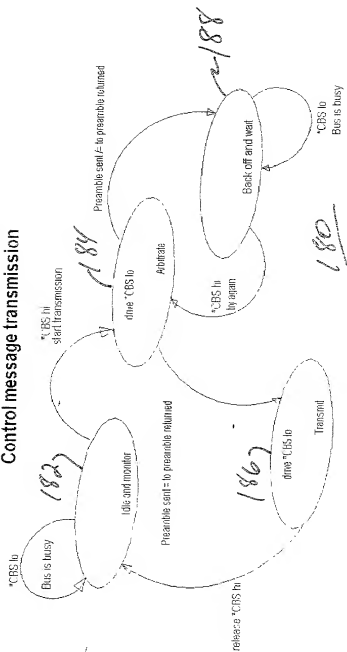 Control message transmission
*CBS lo
Bus is busy
182
Idle and monitor
*CBS hi
start transmission
184
drive *CBS lo
Arbitrate
Preamble sent /= to preamble returned
188
Back off and wait
*CBS lo
Bus is busy
*CBS hi
try again
Preamble sent = to preamble returned
186
drive *CBS lo
Transmit
release *CBS hi
180